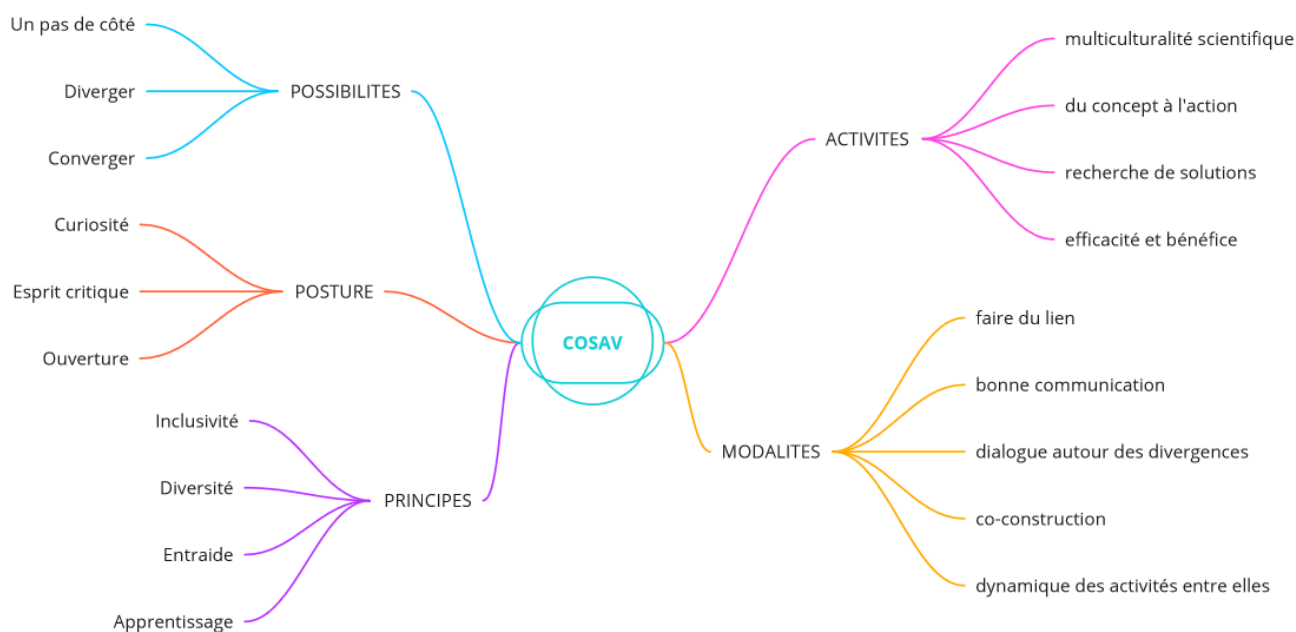 Un pas de côté
Diverger
Converger
POSSIBILITES
Curiosité
Esprit critique
Ouverture
POSTURE
Inclusivité
Diversité
Entraide
Apprentissage
PRINCIPES
COSAV
ACTIVITES
multiculturalité scientifique
du concept à l'action
recherche de solutions
efficacité et bénéfice
MODALITES
faire du lien
bonne communication
dialogue autour des divergences
co-construction
dynamique des activités entre elles